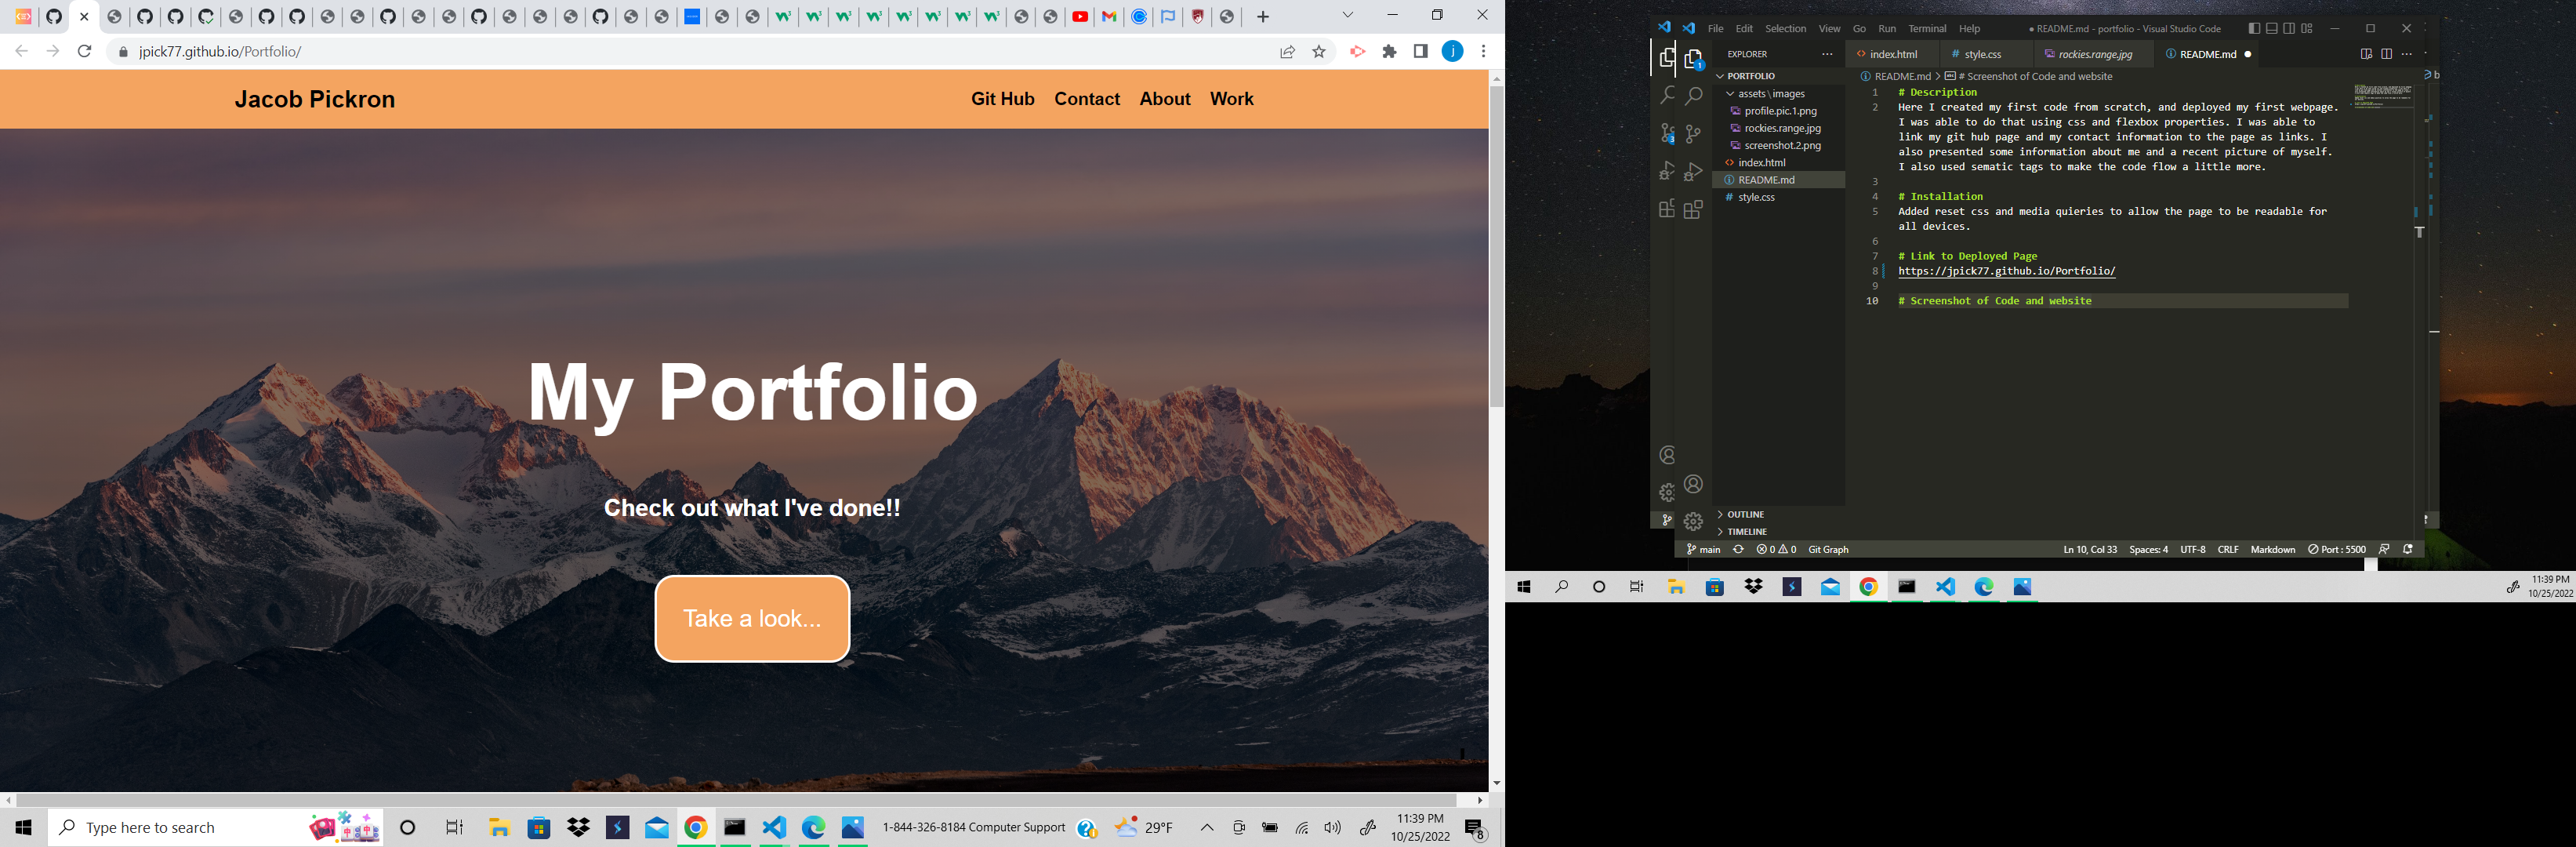 jpick77.github.io/Portfolio/
Jacob Pickron
Git Hub Contact About Work
My Portfolio
Check out what I've done!!
Take a look...
Type here to search
1-844-326-8184 Computer Support
29°F
11:39 PM
10/25/2022
8
File Edit Selection View Go Run Terminal Help
● README.md - portfolio - Visual Studio Code
EXPLORER
index.html
style.css
rockies.range.jpg
README.md
PORTFOLIO
assets\images
profile.pic.1.png
rockies.range.jpg
screenshot.2.png
index.html
README.md
style.css
OUTLINE
TIMELINE
README.md > # Screenshot of Code and website
1 # Description
2 Here I created my first code from scratch, and deployed my first webpage.
I was able to do that using css and flexbox properties. I was able to
link my git hub page and my contact information to the page as links. I
also presented some information about me and a recent picture of myself.
I also used sematic tags to make the code flow a little more.
3
4 # Installation
5 Added reset css and media quieries to allow the page to be readable for
all devices.
6
7 # Link to Deployed Page
8 https://jpick77.github.io/Portfolio/
9
10 # Screenshot of Code and website
main 0 0 Git Graph
Ln 10, Col 33 Spaces: 4 UTF-8 CRLF Markdown Port : 5500
11:39 PM
10/25/2022